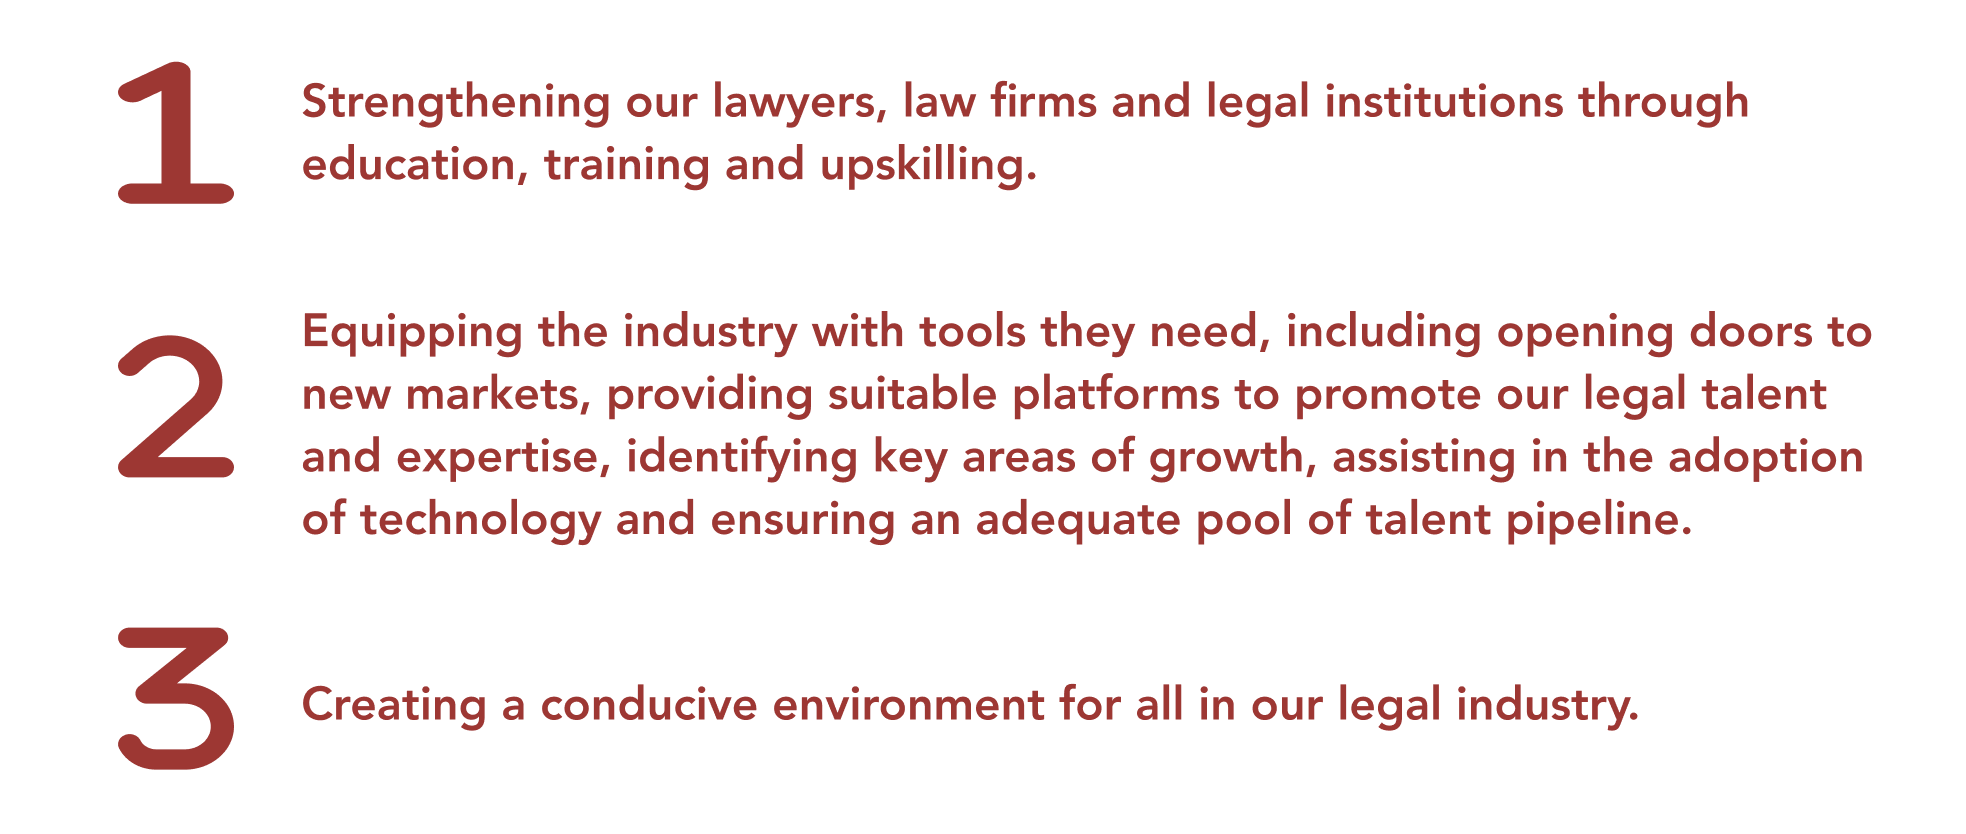 1
Strengthening our lawyers, law firms and legal institutions through
education, training and upskilling.
2
Equipping the industry with tools they need, including opening doors to
new markets, providing suitable platforms to promote our legal talent
and expertise, identifying key areas of growth, assisting in the adoption
of technology and ensuring an adequate pool of talent pipeline.
3
Creating a conducive environment for all in our legal industry.